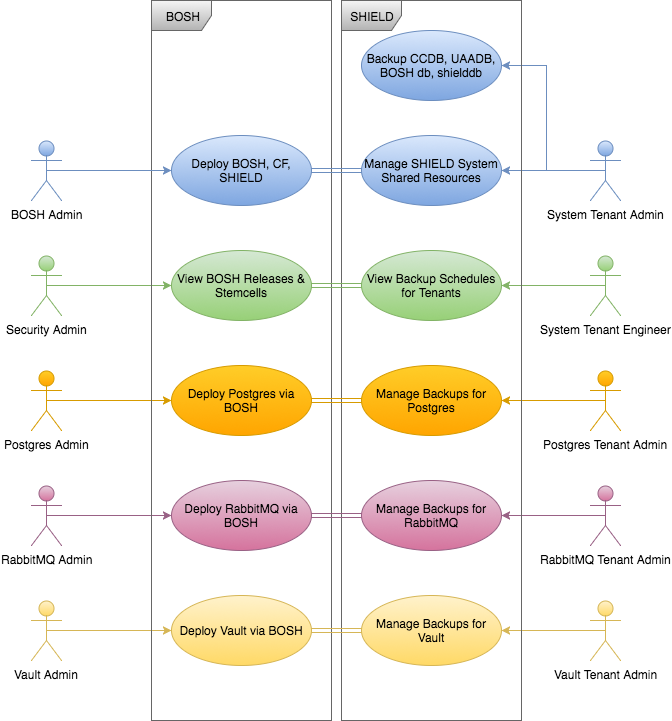 BOSH
SHIELD
Backup CCDB, UAADB,
BOSH db, shielddb
Deploy BOSH, CF,
SHIELD
Manage SHIELD System
Shared Resources
BOSH Admin
System Tenant Admin
View BOSH Releases &
Stemcells
View Backup Schedules
for Tenants
Security Admin
System Tenant Engineer
Deploy Postgres via
BOSH
Manage Backups for
Postgres
Postgres Admin
Postgres Tenant Admin
Deploy RabbitMQ via
BOSH
Manage Backups for
RabbitMQ
RabbitMQ Admin
RabbitMQ Tenant Admin
Deploy Vault via BOSH
Manage Backups for
Vault
Vault Admin
Vault Tenant Admin